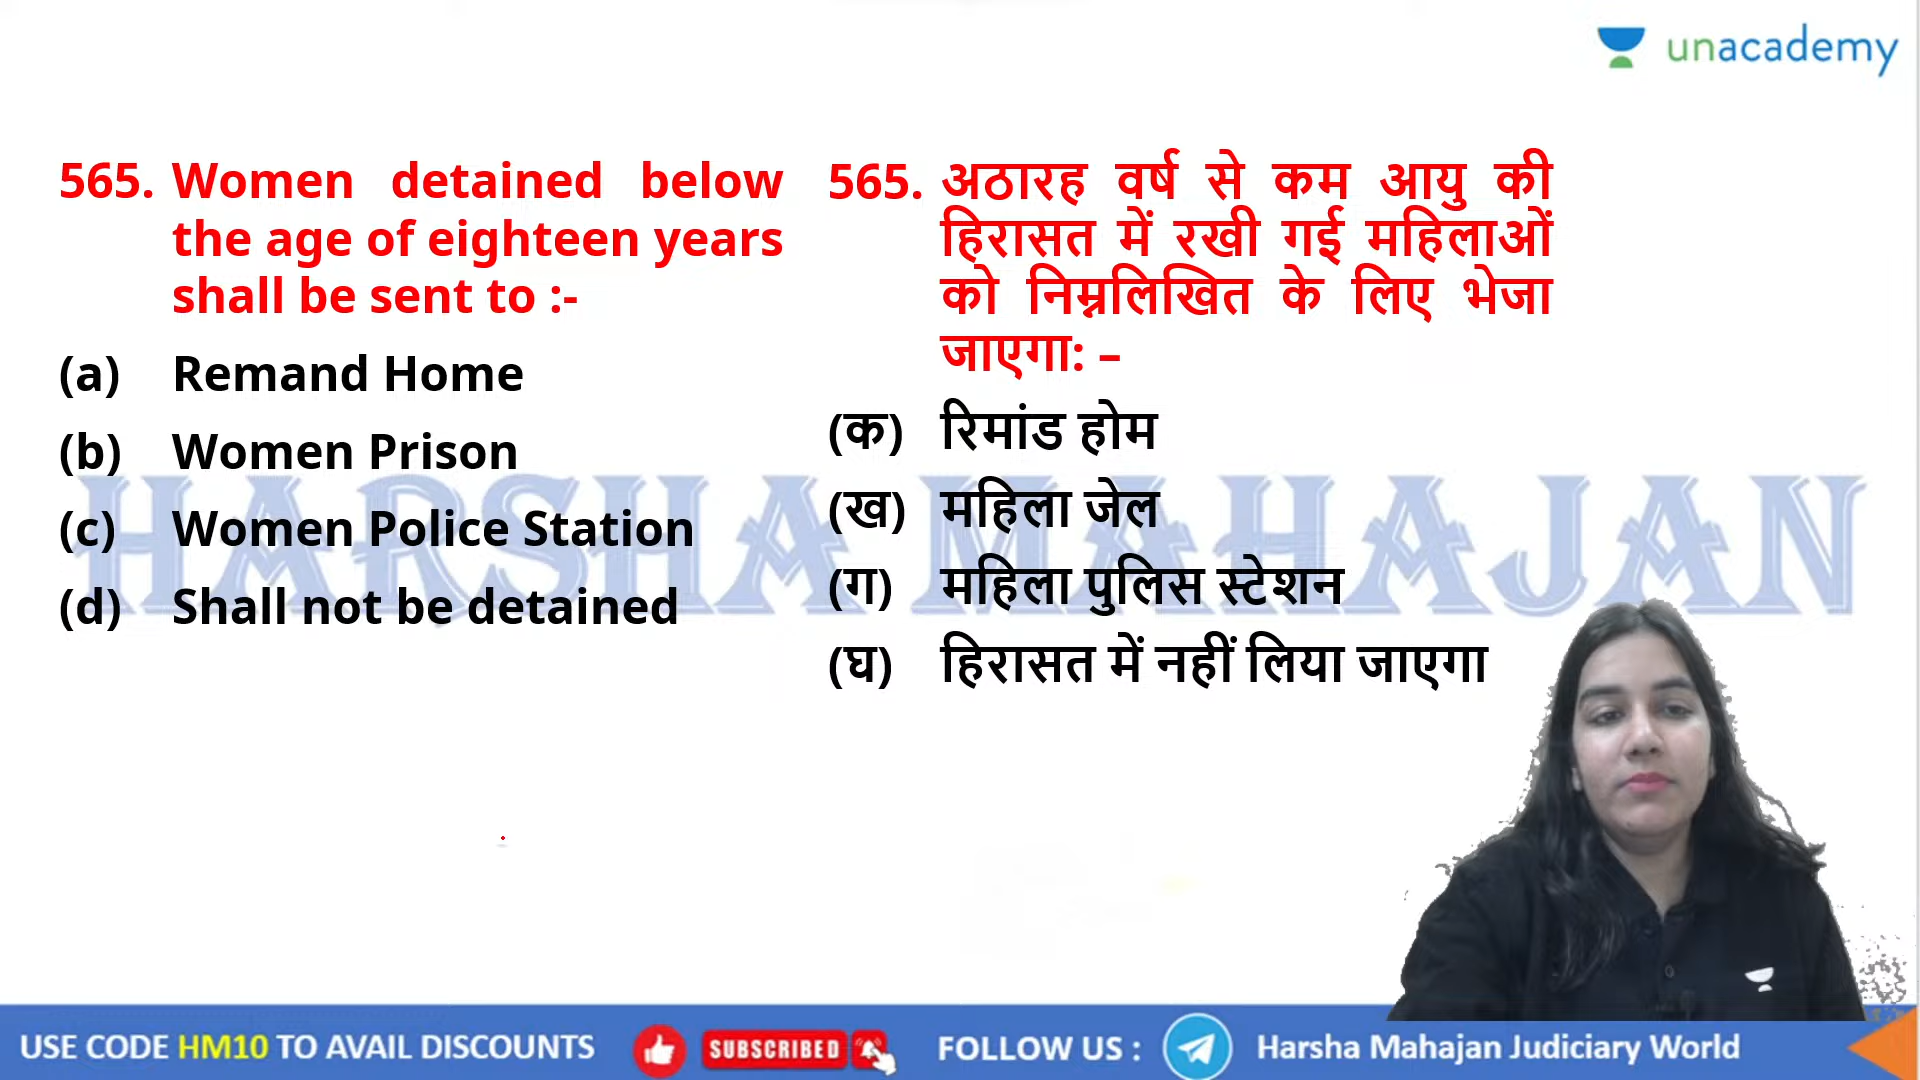 unacademy
565. Women detained below
the age of eighteen years
shall be sent to :-
(a) Remand Home
(b) Women Prison
(c) Women Police Station
(d) Shall not be detained
565. अठारह वर्ष से कम आयु की
हिरासत में रखी गई महिलाओं
को निम्नलिखित के लिए भेजा
जाएगा: –
(क) रिमांड होम
(ख) महिला जेल
(ग) महिला पुलिस स्टेशन
(घ) हिरासत में नहीं लिया जाएगा
HARSHA MAHAJAN
USE CODE HM10 TO AVAIL DISCOUNTS
SUBSCRIBED
FOLLOW US :
Harsha Mahajan Judiciary World